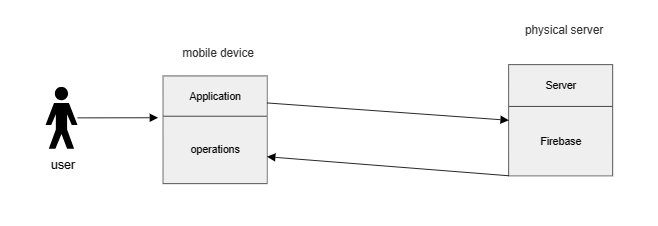 physical server
mobile device
Server
Application
Firebase
operations
user